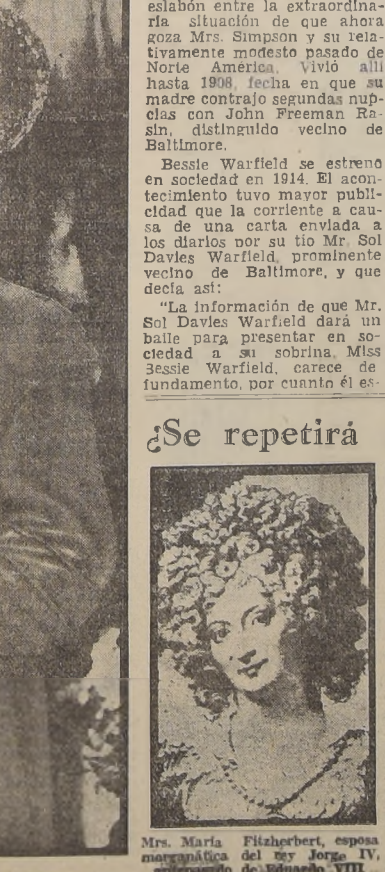 eslabón entre la extraordina-
ria situación de que ahora
goza Mrs. Simpson y su rela-
tivamente modesto pasado de
Norte América. Vivió allí
hasta 1908, fecha en que su
madre contrajo segundas nup-
cias con John Freeman Ra-
sin, distinguido vecino de
Baltimore.
Bessie Warfield se estrenó
en sociedad en 1914. El acon-
tecimiento tuvo mayor publi-
cidad que la corriente a cau-
sa de una carta enviada a
los diarios por su tío Mr. Sol
Davies Warfield, prominente
vecino de Baltimore, y que
decía así:
"La información de que Mr.
Sol Davies Warfield dará un
baile para presentar en so-
ciedad a su sobrina, Miss
Bessie Warfield, carece de
fundamento, por cuanto él es-
¿Se repetirá
Mrs. María Fitzherbert, esposa
morganática del rey Jorge IV,
de Eduardo VIII